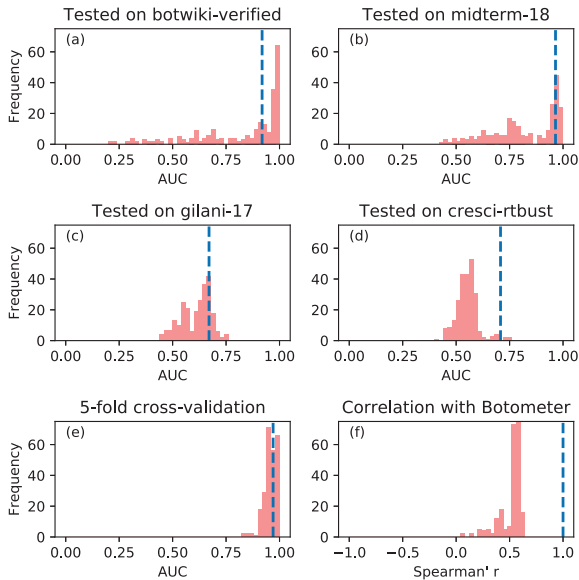 Tested on botwiki-verified
Tested on midterm-18
(a)
(b)
Frequency
60
40
20
0
60
40
20
0
0.00 0.25 0.50 0.75 1.00
0.00 0.25 0.50 0.75 1.00
AUC
AUC
Tested on gilani-17
Tested on cresci-rtbust
(c)
(d)
Frequency
60
40
20
0
60
40
20
0
0.00 0.25 0.50 0.75 1.00
0.00 0.25 0.50 0.75 1.00
AUC
AUC
5-fold cross-validation
Correlation with Botometer
(e)
(f)
Frequency
60
40
20
0
60
40
20
0
0.00 0.25 0.50 0.75 1.00
−1.0 −0.5 0.0 0.5 1.0
AUC
Spearman' r